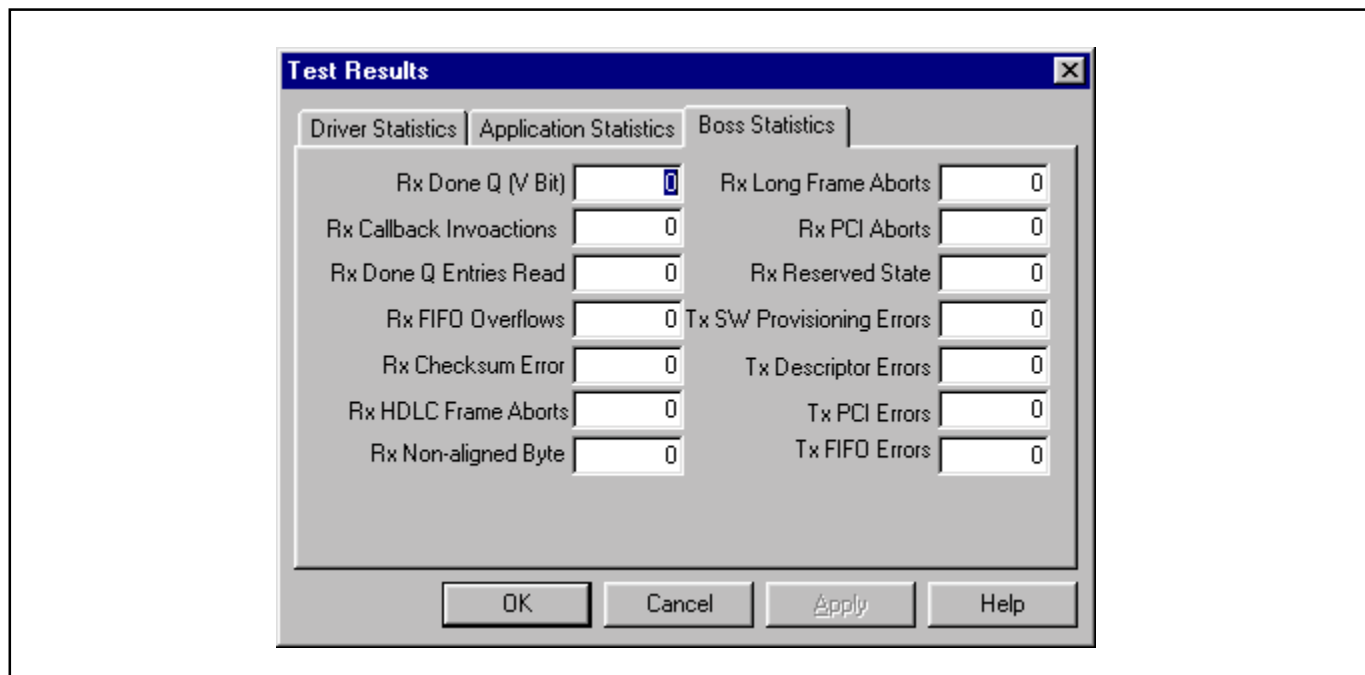 Test Results
Driver Statistics Application Statistics Boss Statistics
Rx Done Q (V Bit) 0 Rx Long Frame Aborts 0
Rx Callback Invoactions 0 Rx PCI Aborts 0
Rx Done Q Entries Read 0 Rx Reserved State 0
Rx FIFO Overflows 0 Tx SW Provisioning Errors 0
Rx Checksum Error 0 Tx Descriptor Errors 0
Rx HDLC Frame Aborts 0 Tx PCI Errors 0
Rx Non-aligned Byte 0 Tx FIFO Errors 0
OK Cancel Apply Help